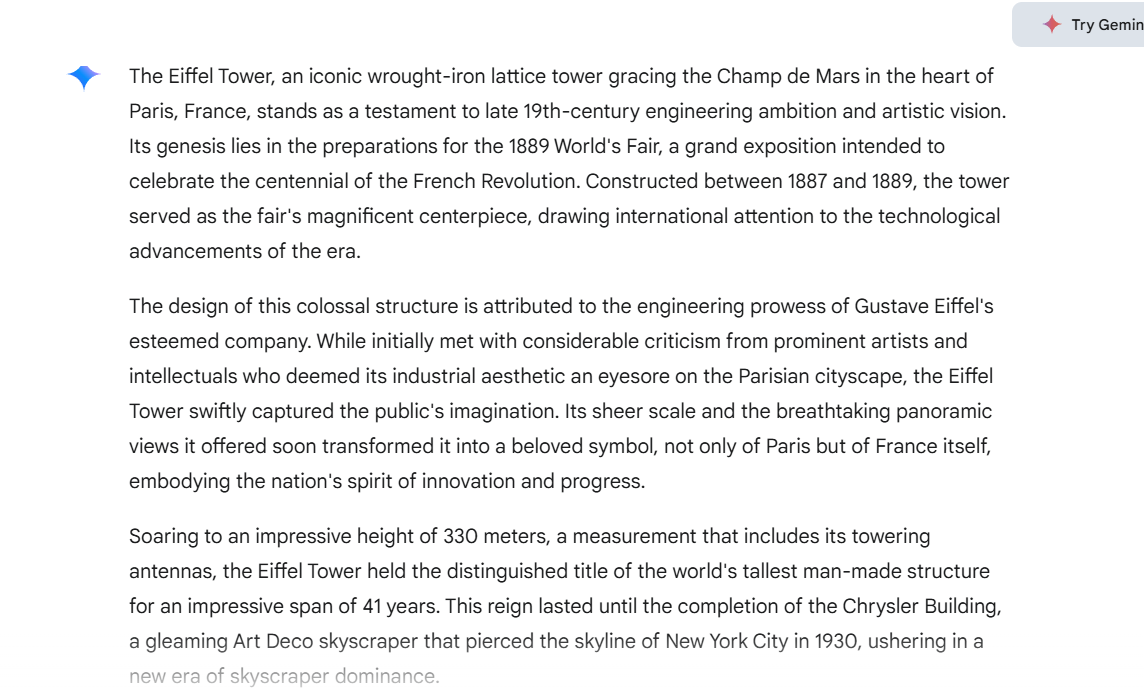 Try Gemin
The Eiffel Tower, an iconic wrought-iron lattice tower gracing the Champ de Mars in the heart of
Paris, France, stands as a testament to late 19th-century engineering ambition and artistic vision.
Its genesis lies in the preparations for the 1889 World's Fair, a grand exposition intended to
celebrate the centennial of the French Revolution. Constructed between 1887 and 1889, the tower
served as the fair's magnificent centerpiece, drawing international attention to the technological
advancements of the era.
The design of this colossal structure is attributed to the engineering prowess of Gustave Eiffel's
esteemed company. While initially met with considerable criticism from prominent artists and
intellectuals who deemed its industrial aesthetic an eyesore on the Parisian cityscape, the Eiffel
Tower swiftly captured the public's imagination. Its sheer scale and the breathtaking panoramic
views it offered soon transformed it into a beloved symbol, not only of Paris but of France itself,
embodying the nation's spirit of innovation and progress.
Soaring to an impressive height of 330 meters, a measurement that includes its towering
antennas, the Eiffel Tower held the distinguished title of the world's tallest man-made structure
for an impressive span of 41 years. This reign lasted until the completion of the Chrysler Building,
a gleaming Art Deco skyscraper that pierced the skyline of New York City in 1930, ushering in a
new era of skyscraper dominance.